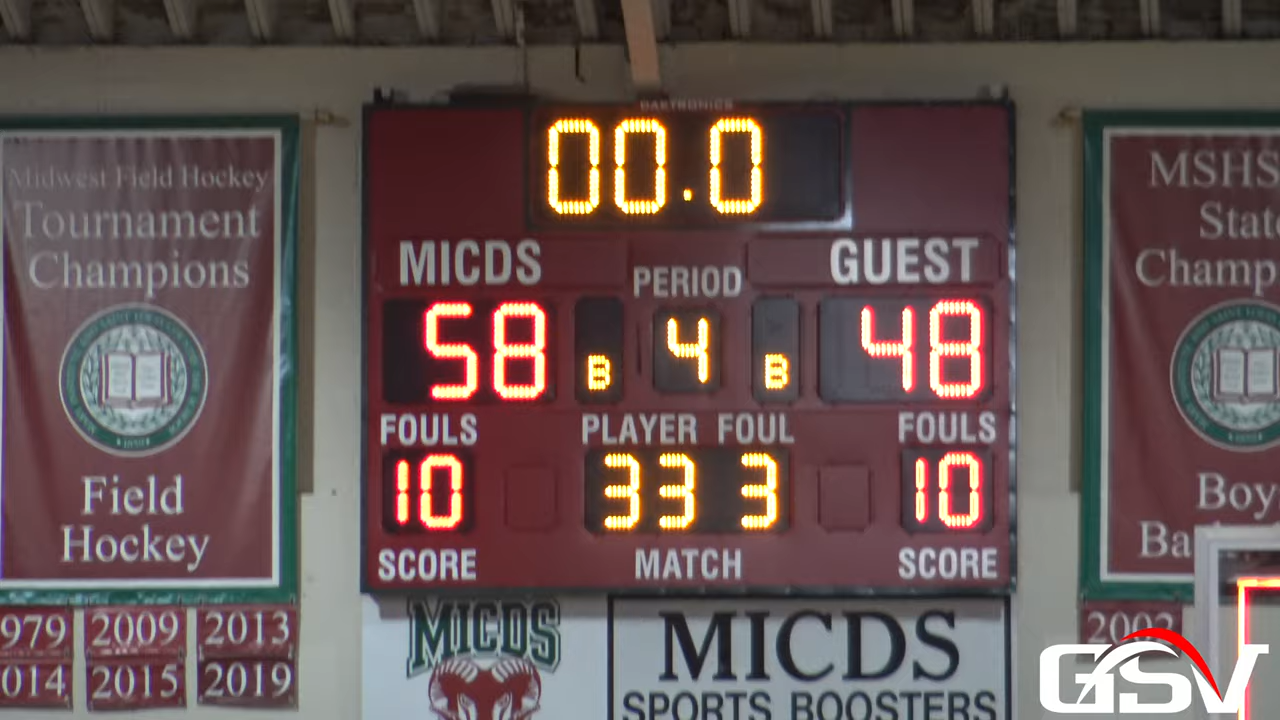 DAKTRONICS
00.0
MICDS
PERIOD
GUEST
58
B
4
B
48
FOULS
PLAYER FOUL
FOULS
10
33 3
10
SCORE
MATCH
SCORE
Midwest Field Hockey
Tournament
Champions
Field
Hockey
979
2009
2013
014
2015
2019
MICDS
MICDS
SPORTS BOOSTERS
MSHS
State
Champ
Boy
Ba
2002
GSV